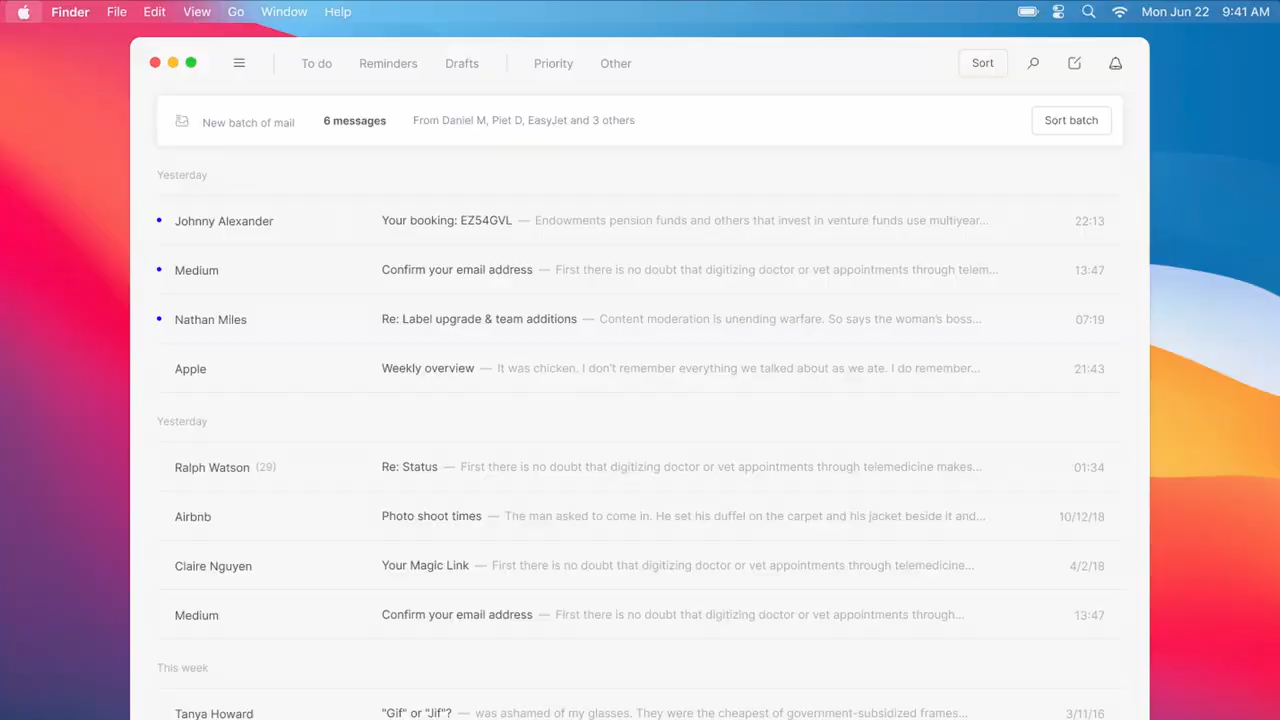 Finder File Edit View Go Window Help Mon Jun 22 9:41 AM
To do Reminders Drafts Priority Other Sort
New batch of mail 6 messages From Daniel M, Piet D, EasyJet and 3 others Sort batch
Yesterday
Johnny Alexander Your booking: EZ54GVL — Endowments pension funds and others that invest in venture funds use multiyear... 22:13
Medium Confirm your email address — First there is no doubt that digitizing doctor or vet appointments through telem... 13:47
Nathan Miles Re: Label upgrade & team additions — Content moderation is unending warfare. So says the woman's boss... 07:19
Apple Weekly overview — It was chicken. I don't remember everything we talked about as we ate. I do remember... 21:43
Yesterday
Ralph Watson (29) Re: Status — First there is no doubt that digitizing doctor or vet appointments through telemedicine makes... 01:34
Airbnb Photo shoot times — The man asked to come in. He set his duffel on the carpet and his jacket beside it and... 10/12/18
Claire Nguyen Your Magic Link — First there is no doubt that digitizing doctor or vet appointments through telemedicine... 4/2/18
Medium Confirm your email address — First there is no doubt that digitizing doctor or vet appointments through... 13:47
This week
Tanya Howard "Gif" or "Jif"? — was ashamed of my glasses. They were the cheapest of government-subsidized frames... 3/11/16